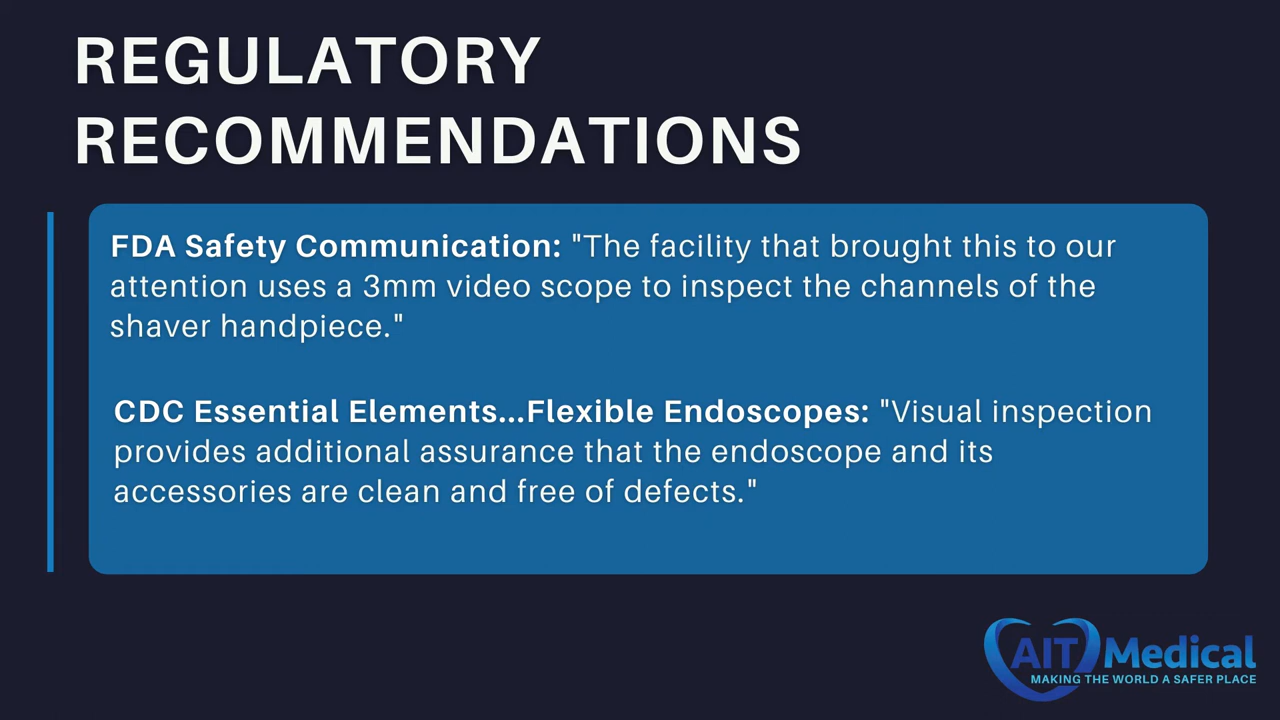 REGULATORY
RECOMMENDATIONS
FDA Safety Communication: "The facility that brought this to our
attention uses a 3mm video scope to inspect the channels of the
shaver handpiece."
CDC Essential Elements...Flexible Endoscopes: "Visual inspection
provides additional assurance that the endoscope and its
accessories are clean and free of defects."
AIT Medical
MAKING THE WORLD A SAFER PLACE